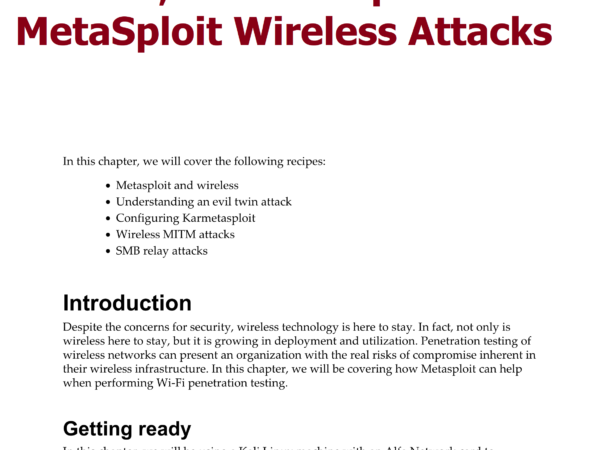 MetaSploit Wireless Attacks
In this chapter, we will cover the following recipes:
• Metasploit and wireless
• Understanding an evil twin attack
• Configuring Karmetasploit
• Wireless MITM attacks
• SMB relay attacks
Introduction
Despite the concerns for security, wireless technology is here to stay. In fact, not only is
wireless here to stay, but it is growing in deployment and utilization. Penetration testing of
wireless networks can present an organization with the real risks of compromise inherent in
their wireless infrastructure. In this chapter, we will be covering how Metasploit can help
when performing Wi-Fi penetration testing.
Getting ready